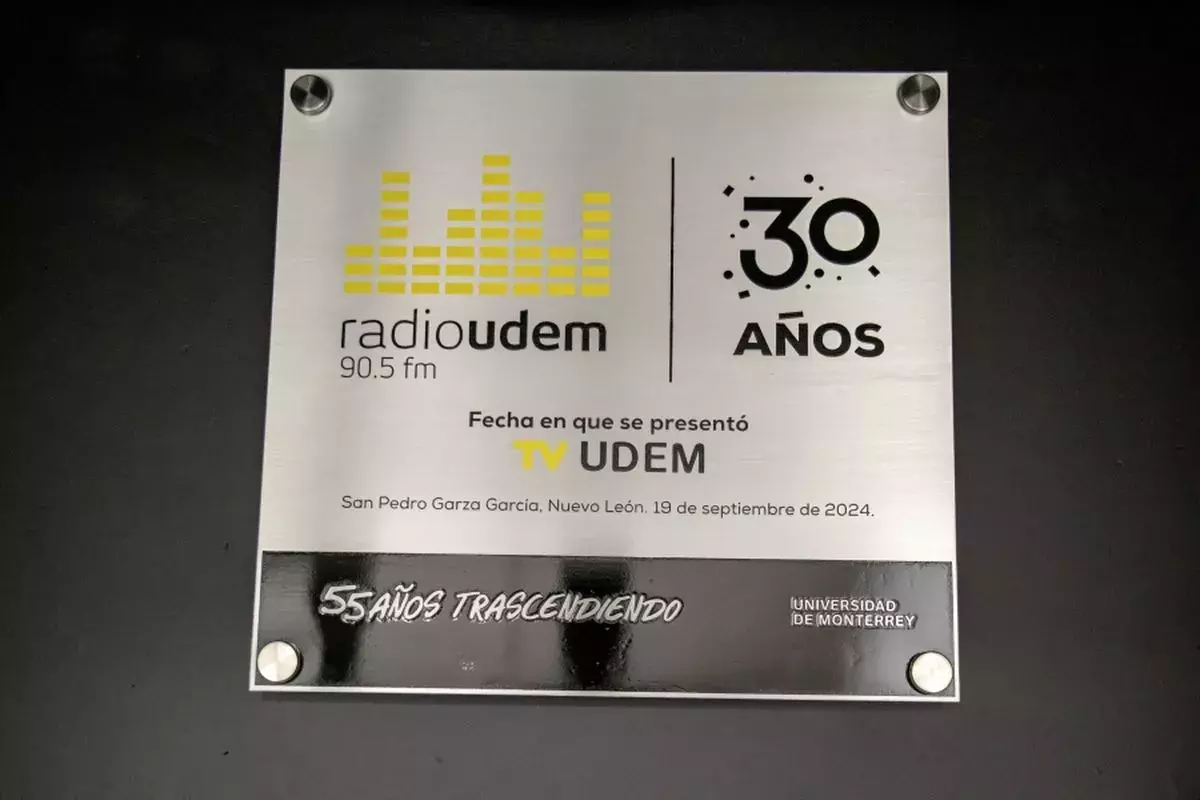 radioudem
90.5 fm
30
AÑOS
Fecha en que se presentó
TV UDEM
San Pedro Garza García, Nuevo León. 19 de septiembre de 2024.
55 AÑOS TRASCENDIENDO
UNIVERSIDAD
DE MONTERREY